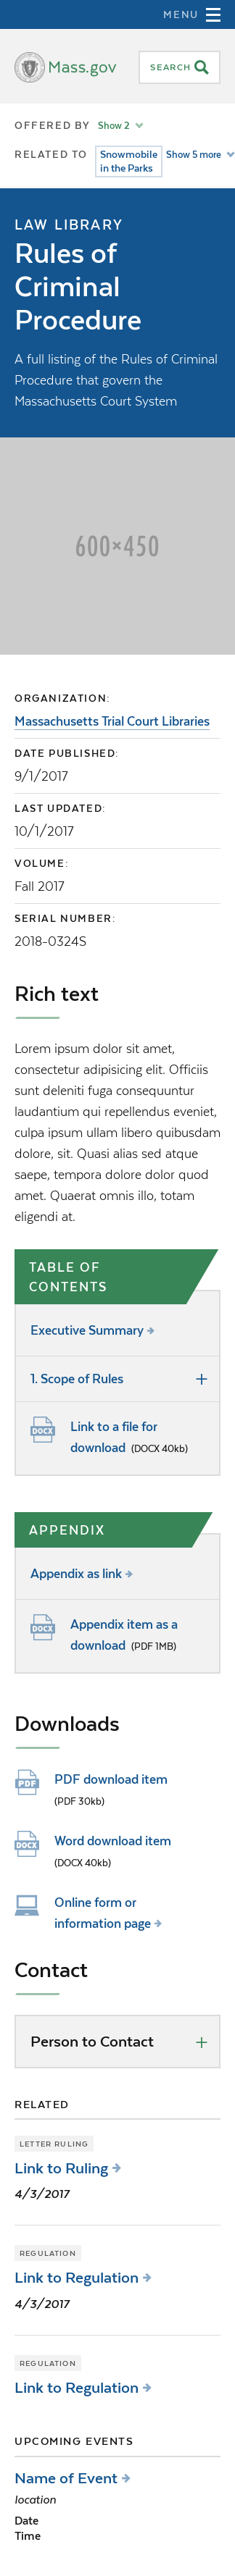 MENU
Mass.gov
SEARCH
OFFERED BY Show 2
RELATED TO Snowmobile Show 5 more
in the Parks
LAW LIBRARY
Rules of
Criminal
Procedure
A full listing of the Rules of Criminal
Procedure that govern the
Massachusetts Court System
600×450
ORGANIZATION:
Massachusetts Trial Court Libraries
DATE PUBLISHED:
9/1/2017
LAST UPDATED:
10/1/2017
VOLUME:
Fall 2017
SERIAL NUMBER:
2018-0324S
Rich text
Lorem ipsum dolor sit amet,
consectetur adipisicing elit. Officiis
sunt deleniti fuga consequuntur
laudantium qui repellendus eveniet,
culpa ipsum ullam libero quibusdam
dolore, sit. Quasi alias sed atque
saepe, tempora dolore dolor quod
amet. Quaerat omnis illo, totam
eligendi at.
TABLE OF
CONTENTS
Executive Summary
1. Scope of Rules
DOCX
Link to a file for
download (DOCX 40kb)
APPENDIX
Appendix as link
DOCX
Appendix item as a
download (PDF 1MB)
Downloads
PDF
PDF download item
(PDF 30kb)
DOCX
Word download item
(DOCX 40kb)
Online form or
information page
Contact
Person to Contact
RELATED
LETTER RULING
Link to Ruling
4/3/2017
REGULATION
Link to Regulation
4/3/2017
REGULATION
Link to Regulation
UPCOMING EVENTS
Name of Event
location
Date
Time